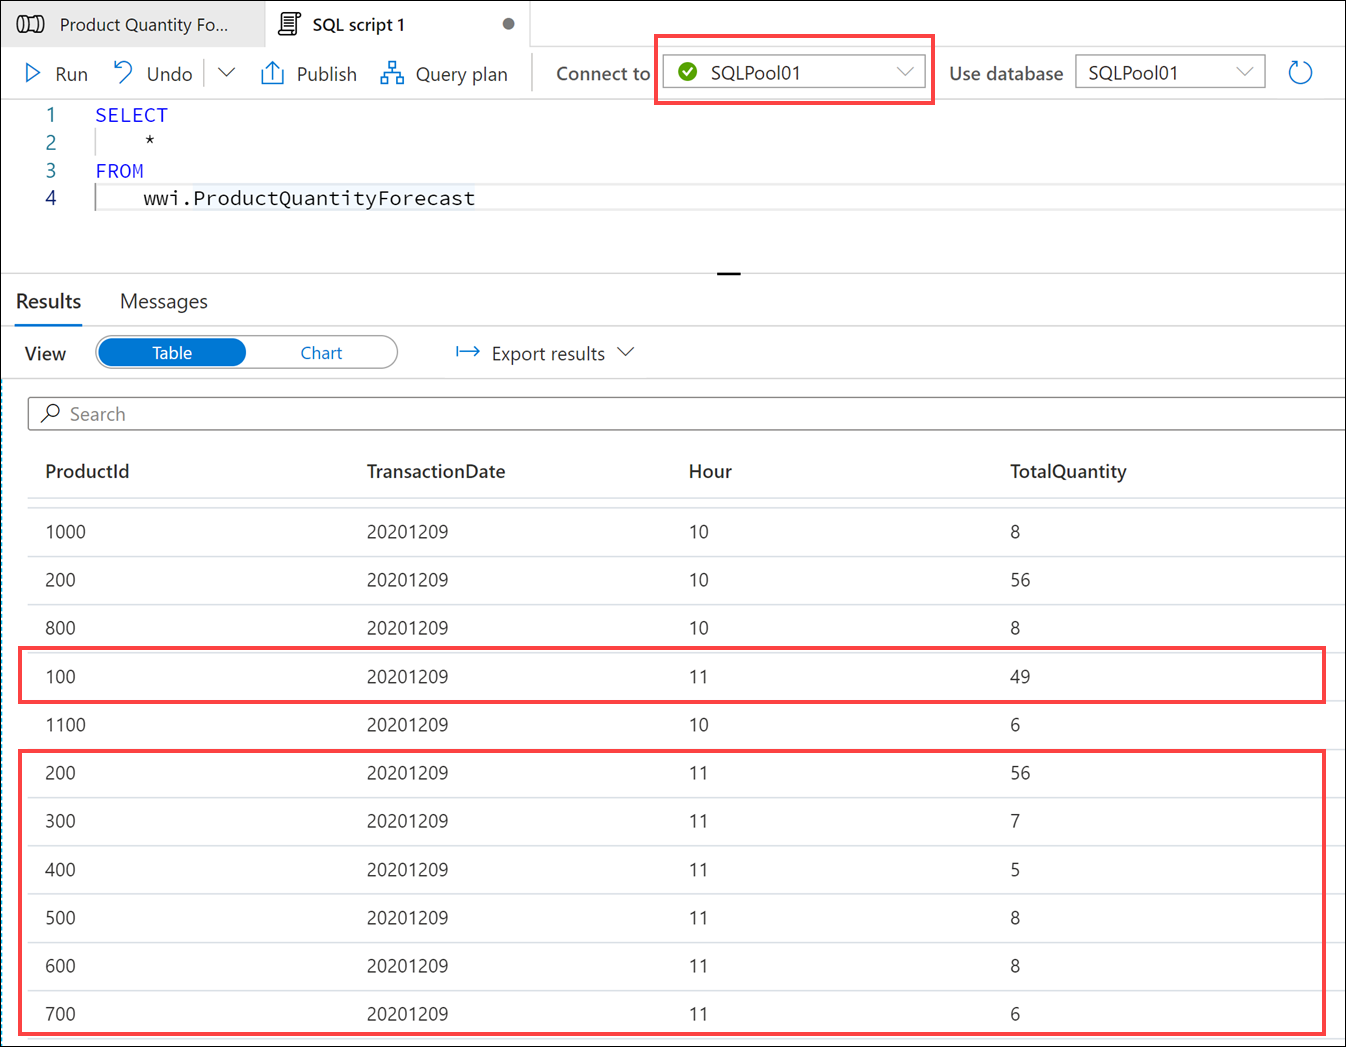 Product Quantity Fo... SQL script 1
Run Undo Publish Query plan Connect to SQLPool01 Use database SQLPool01
1 SELECT
2 *
3 FROM
4 wwi.ProductQuantityForecast
Results Messages
View Table Chart Export results
Search
ProductId TransactionDate Hour TotalQuantity
1000 20201209 10 8
200 20201209 10 56
800 20201209 10 8
100 20201209 11 49
1100 20201209 10 6
200 20201209 11 56
300 20201209 11 7
400 20201209 11 5
500 20201209 11 8
600 20201209 11 8
700 20201209 11 6